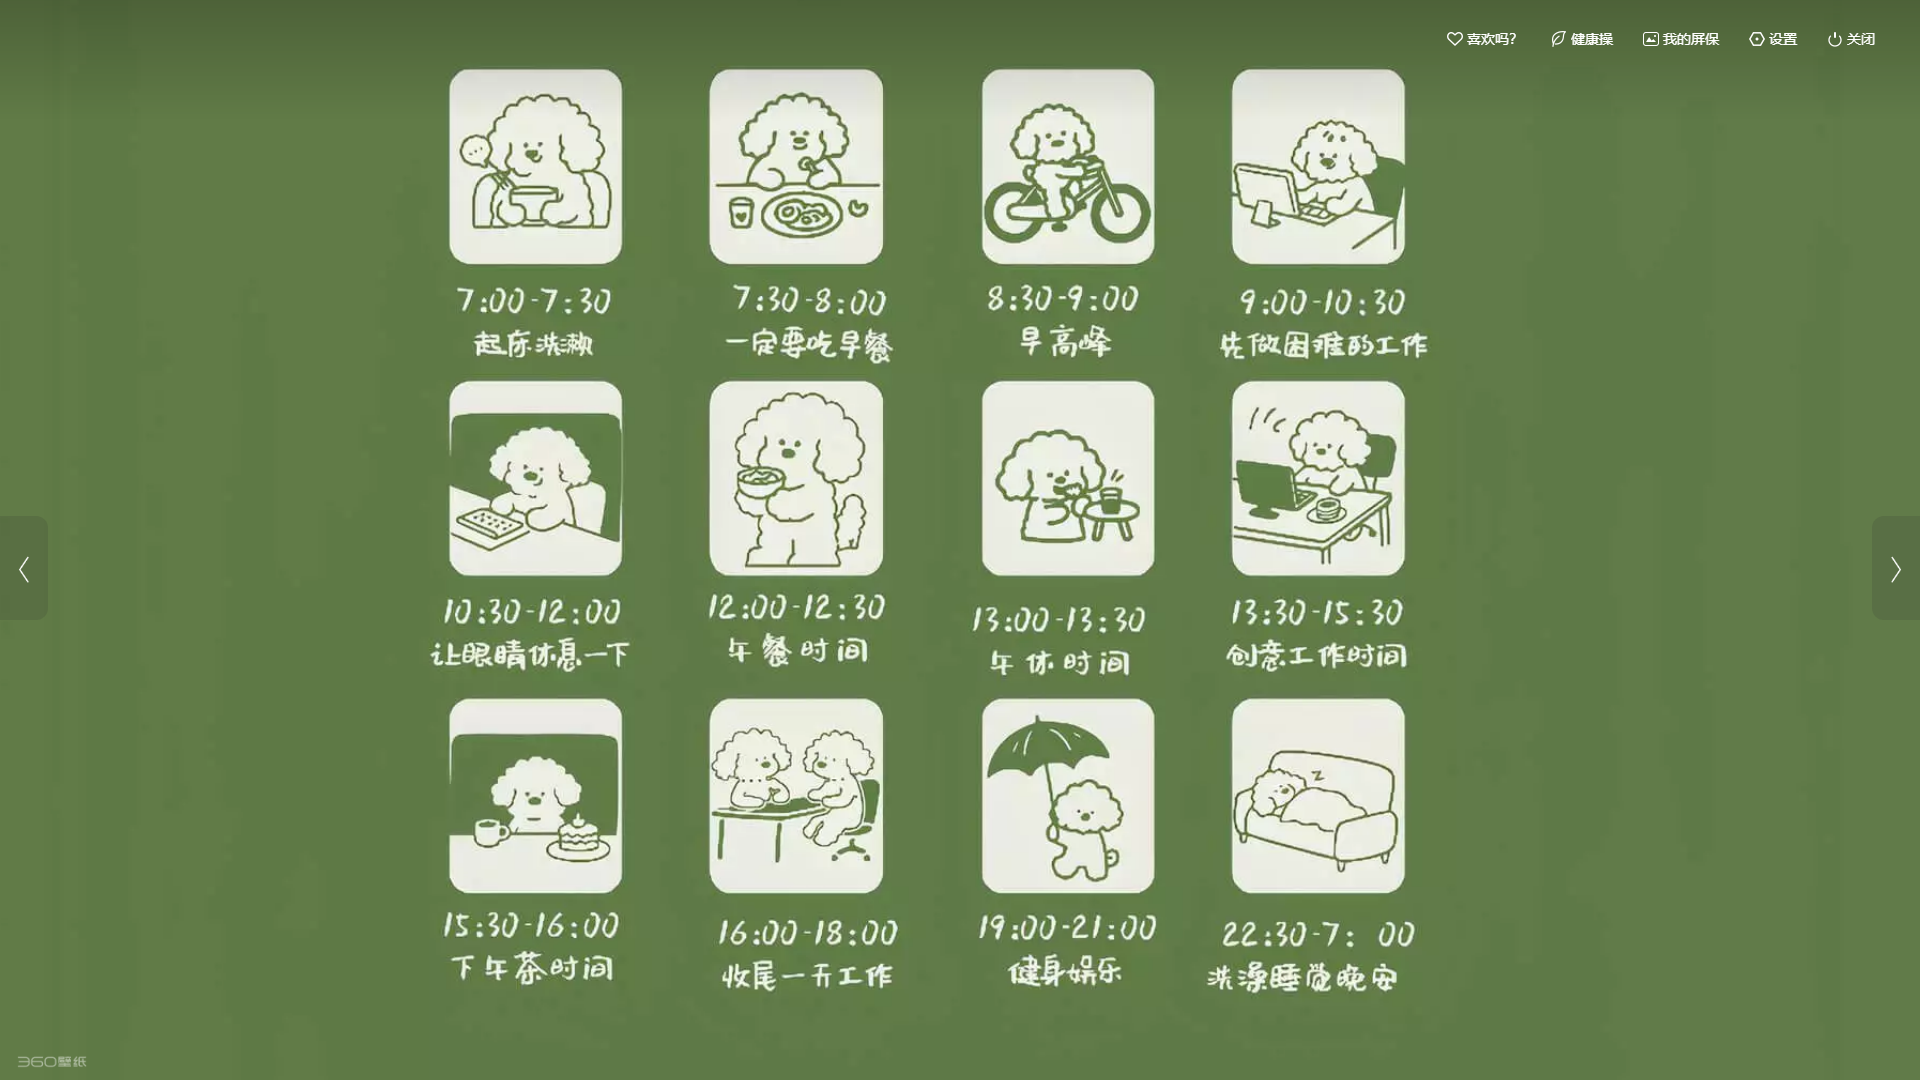 喜欢吗?
健康操
我的屏保
设置
关闭
7:00-7:30
起床洗漱
7:30-8:00
一定要吃早餐
8:30-9:00
早高峰
9:00-10:30
先做困难的工作
10:30-12:00
让眼睛休息一下
12:00-12:30
午餐时间
13:00-13:30
午休时间
13:30-15:30
创意工作时间
15:30-16:00
下午茶时间
16:00-18:00
收尾一天工作
19:00-21:00
健身娱乐
22:30-7: 00
洗澡睡觉晚安
360壁纸